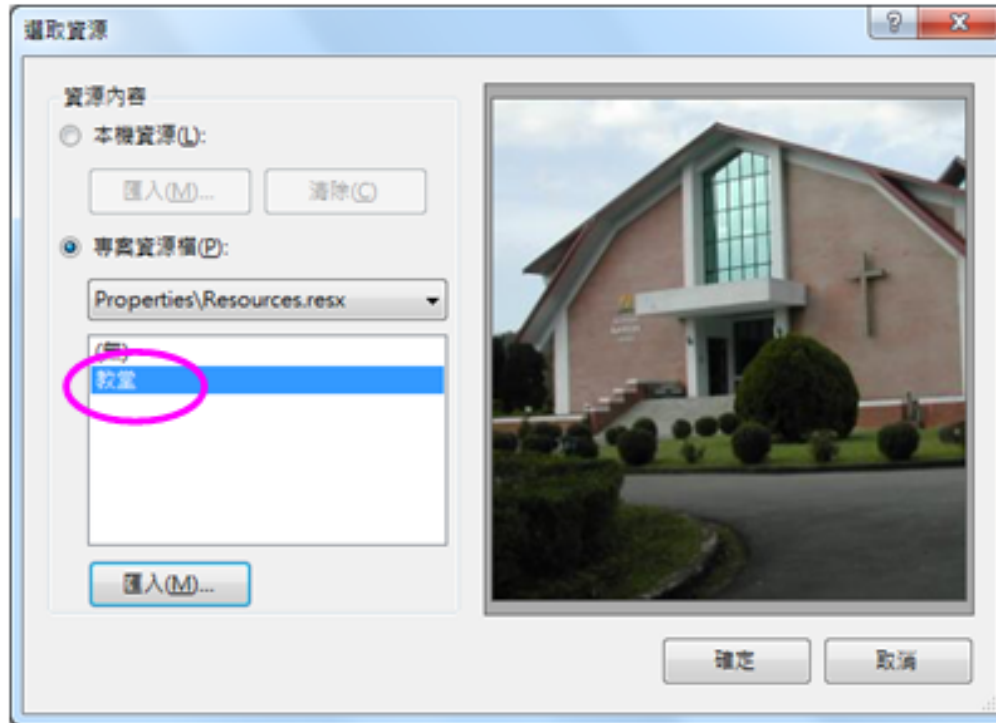 選取資源
資源內容
本機資源(L):
匯入(M)...
清除(C)
專案資源檔(P):
Properties\Resources.resx
(無)
教堂
匯入(M)...
確定
取消